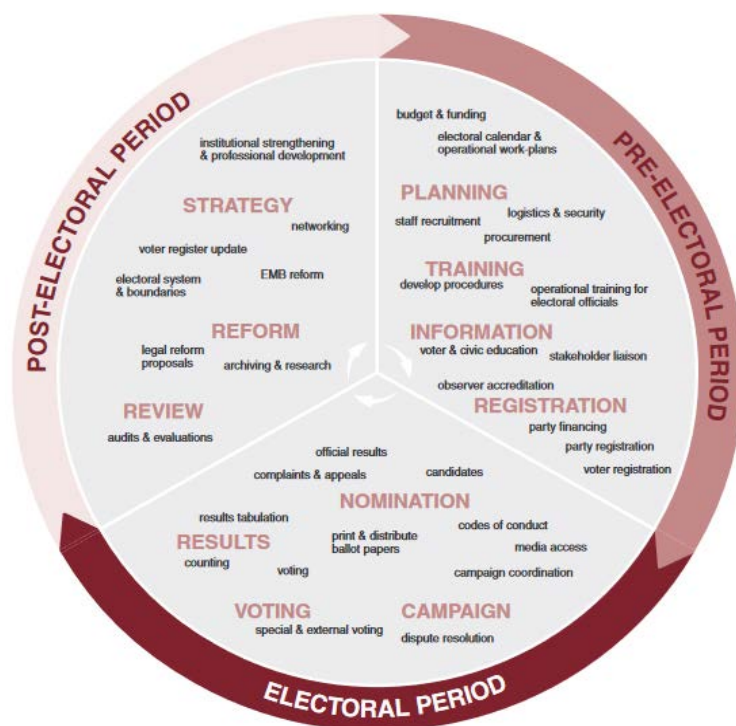 POST-ELECTORAL PERIOD
institutional strengthening
& professional development
STRATEGY
networking
voter register update
electoral system
& boundaries
EMB reform
REFORM
legal reform
proposals
archiving & research
REVIEW
audits & evaluations
PRE-ELECTORAL PERIOD
budget & funding
electoral calendar &
operational work-plans
PLANNING
staff recruitment
logistics & security
procurement
TRAINING
develop procedures
operational training for
electoral officials
INFORMATION
voter & civic education
stakeholder liaison
observer accreditation
REGISTRATION
party financing
party registration
voter registration
official results
complaints & appeals
candidates
NOMINATION
results tabulation
print & distribute
ballot papers
codes of conduct
RESULTS
media access
counting
voting
campaign coordination
VOTING
CAMPAIGN
special & external voting
dispute resolution
ELECTORAL PERIOD